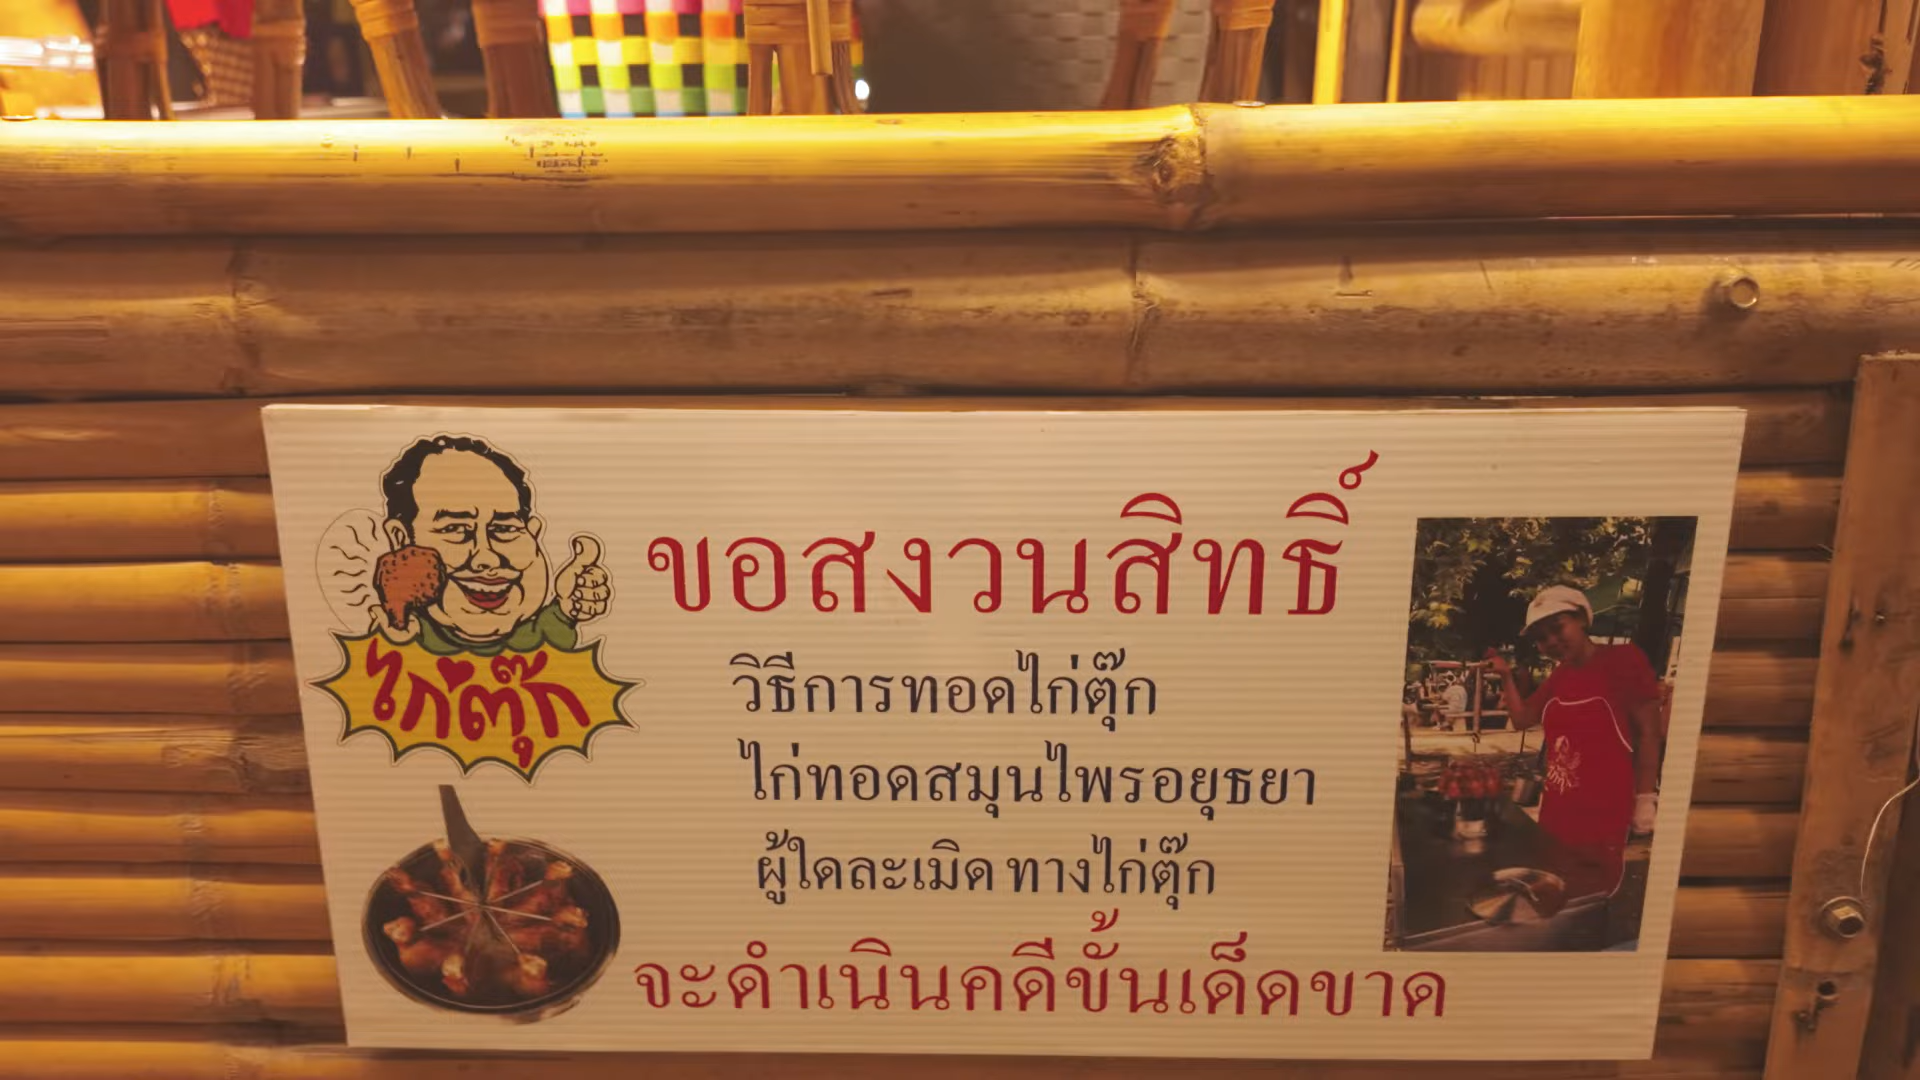 ขอสงวนสิทธิ์
ไก่ตุ๊ก
วิธีการทอดไก่ตุ๊ก
ไก่ทอดสมุนไพรอยุธยา
ผู้ใดละเมิด ทางไก่ตุ๊ก
จะดำเนินคดีขั้นเด็ดขาด